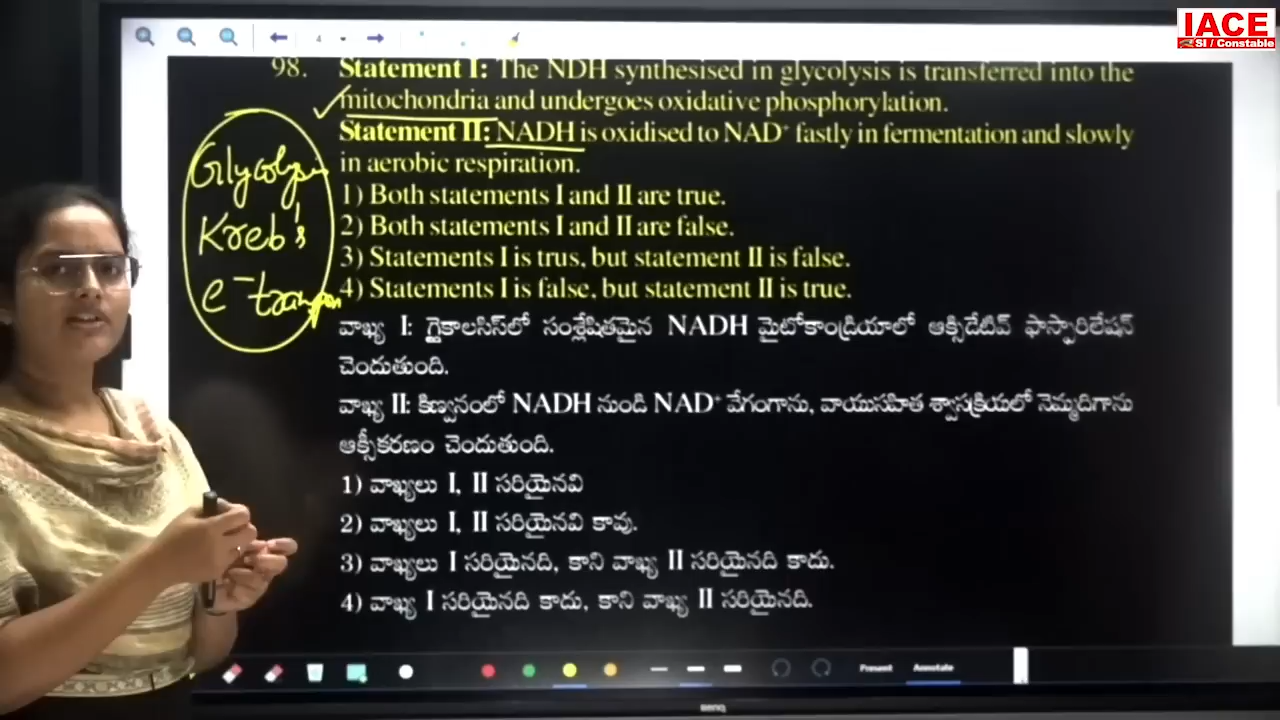 IACE
SI / Constable
4
98. Statement I: The NDH synthesised in glycolysis is transferred into the
mitochondria and undergoes oxidative phosphorylation.
Statement II: NADH is oxidised to NAD⁺ fastly in fermentation and slowly
in aerobic respiration.
1) Both statements I and II are true.
2) Both statements I and II are false.
3) Statements I is trus, but statement II is false.
4) Statements I is false, but statement II is true.
Glycolysis
Kreb's
e⁻ transpon
వాఖ్య I: గ్లైకాలసిస్‌లో సంశ్లేషితమైన NADH మైటోకాండ్రియాలో ఆక్సిడేటివ్ ఫాస్ఫారిలేషన్
చెందుతుంది.
వాఖ్య II: కిణ్వనంలో NADH నుండి NAD⁺ వేగంగాను, వాయుసహిత శ్వాసక్రియలో నెమ్మదిగాను
ఆక్సీకరణం చెందుతుంది.
1) వాఖ్యలు I, II సరియైనవి
2) వాఖ్యలు I, II సరియైనవి కావు.
3) వాఖ్యలు I సరియైనది, కాని వాఖ్య II సరియైనది కాదు.
4) వాఖ్య I సరియైనది కాదు, కాని వాఖ్య II సరియైనది.
Present Annotate
BenQ